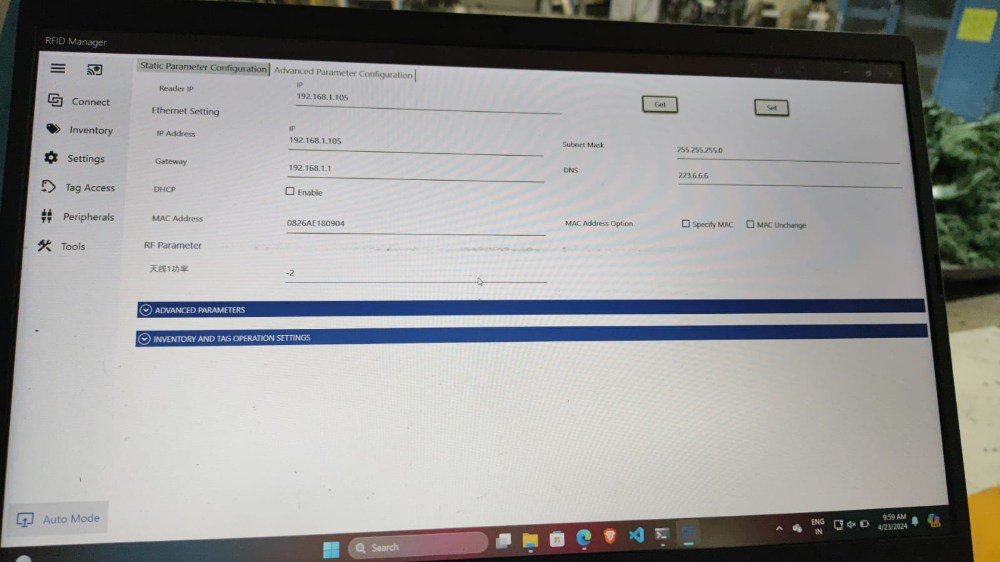 RFID Manager
Static Parameter Configuration
Advanced Parameter Configuration
Reader IP
IP
192.168.1.105
Get
Set
Connect
Ethernet Setting
Inventory
IP Address
IP
192.168.1.105
Subnet Mask
255.255.255.0
Settings
Gateway
192.168.1.1
DNS
223.6.6.6
Tag Access
DHCP
Enable
Peripherals
MAC Address
0826AE180904
MAC Address Option
Specify MAC
MAC Unchange
Tools
RF Parameter
天线1功率
-2
ADVANCED PARAMETERS
INVENTORY AND TAG OPERATION SETTINGS
Auto Mode
Search
ENG
IN
9:59 AM
4/23/2024